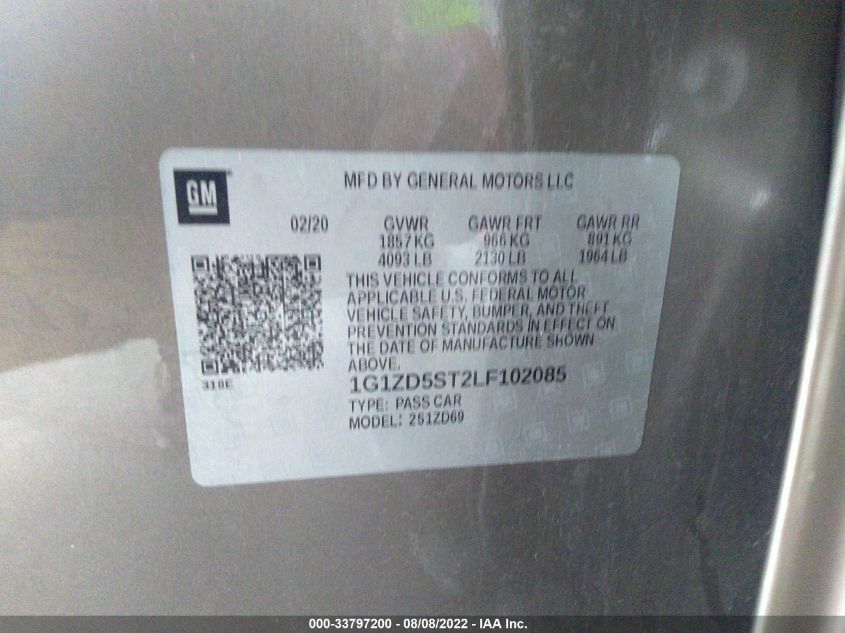 GM
MFD BY GENERAL MOTORS LLC
02/20 GVWR GAWR FRT GAWR RR
1857 KG 966 KG 891 KG
4093 LB 2130 LB 1964 LB
THIS VEHICLE CONFORMS TO ALL
APPLICABLE U.S. FEDERAL MOTOR
VEHICLE SAFETY, BUMPER, AND THEFT
PREVENTION STANDARDS IN EFFECT ON
THE DATE OF MANUFACTURE SHOWN
ABOVE.
318E
1G1ZD5ST2LF102085
TYPE: PASS CAR
MODEL: 251ZD69
000-33797200 - 08/08/2022 - IAA Inc.